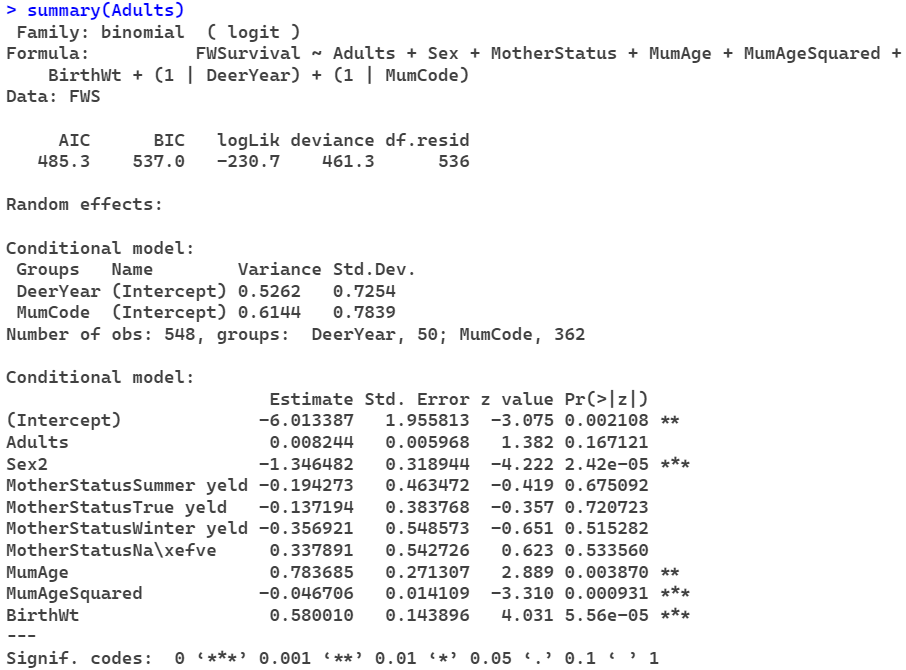 > summary(Adults)
 Family: binomial  ( logit )
Formula:          FWSurvival ~ Adults + Sex + MotherStatus + MumAge + MumAgeSquared +
    BirthWt + (1 | DeerYear) + (1 | MumCode)
Data: FWS

     AIC      BIC   logLik deviance df.resid
   485.3    537.0   -230.7    461.3      536

Random effects:

Conditional model:
 Groups   Name        Variance Std.Dev.
 DeerYear (Intercept) 0.5262   0.7254
 MumCode  (Intercept) 0.6144   0.7839
Number of obs: 548, groups:  DeerYear, 50; MumCode, 362

Conditional model:
                         Estimate Std. Error z value Pr(>|z|)
(Intercept)             -6.013387   1.955813  -3.075 0.002108 **
Adults                   0.008244   0.005968   1.382 0.167121
Sex2                    -1.346482   0.318944  -4.222 2.42e-05 ***
MotherStatusSummer yeld -0.194273   0.463472  -0.419 0.675092
MotherStatusTrue yeld   -0.137194   0.383768  -0.357 0.720723
MotherStatusWinter yeld -0.356921   0.548573  -0.651 0.515282
MotherStatusNa\xefve     0.337891   0.542726   0.623 0.533560
MumAge                   0.783685   0.271307   2.889 0.003870 **
MumAgeSquared           -0.046706   0.014109  -3.310 0.000931 ***
BirthWt                  0.580010   0.143896   4.031 5.56e-05 ***
---
Signif. codes:  0 ‘***’ 0.001 ‘**’ 0.01 ‘*’ 0.05 ‘.’ 0.1 ‘ ’ 1